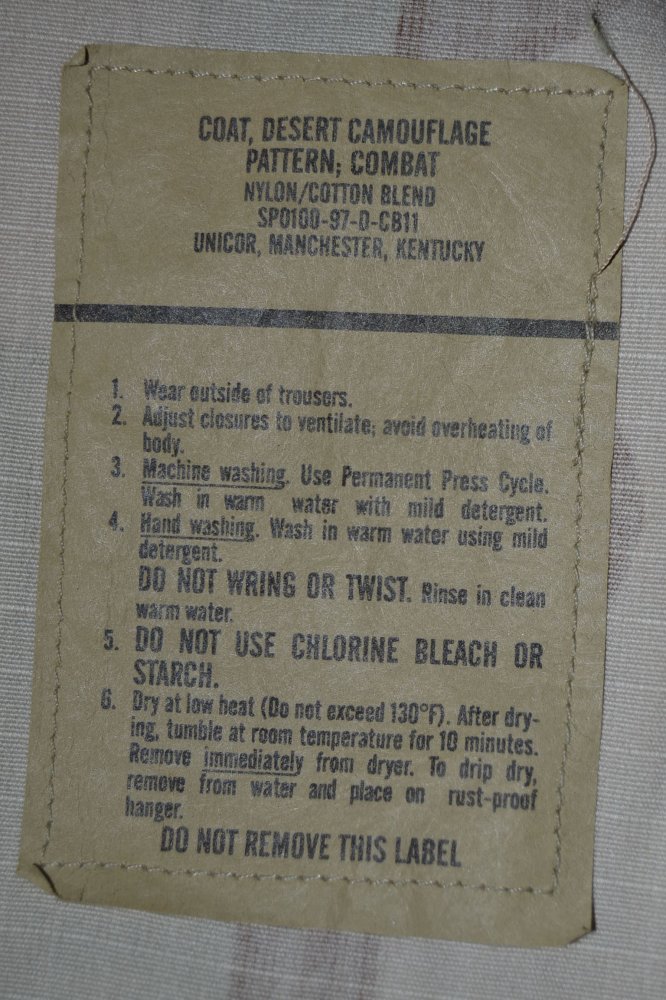 COAT, DESERT CAMOUFLAGE
PATTERN; COMBAT
NYLON/COTTON BLEND
SPO100-97-D-CB11
UNICOR, MANCHESTER, KENTUCKY
1. Wear outside of trousers.
2. Adjust closures to ventilate; avoid overheating of
body.
3. Machine washing. Use Permanent Press Cycle.
Wash in warm water with mild detergent.
4. Hand washing. Wash in warm water using mild
detergent.
DO NOT WRING OR TWIST. Rinse in clean
warm water.
5. DO NOT USE CHLORINE BLEACH OR
STARCH.
6. Dry at low heat (Do not exceed 130°F). After dry-
ing, tumble at room temperature for 10 minutes.
Remove immediately from dryer. To drip dry,
remove from water and place on rust-proof
hanger.
DO NOT REMOVE THIS LABEL